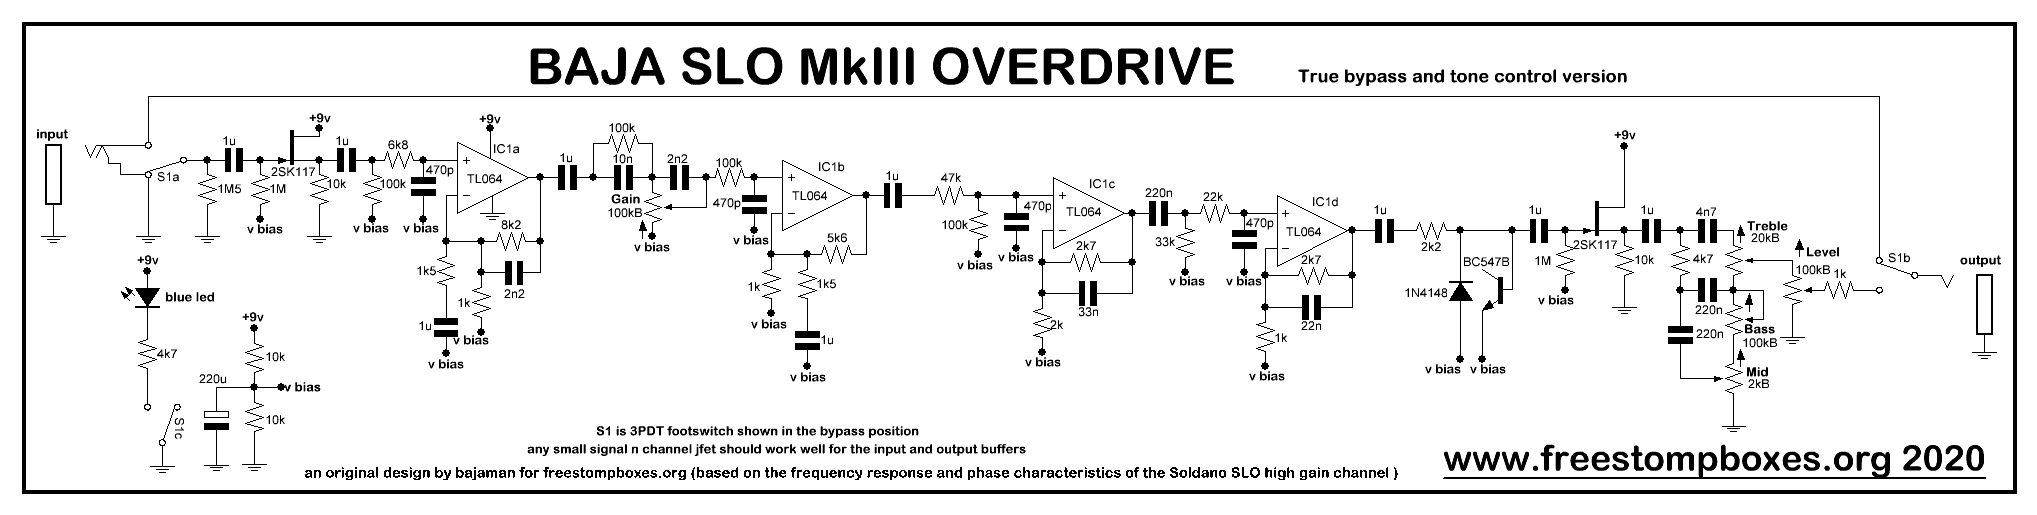 BAJA SLO MkIII OVERDRIVE
True bypass and tone control version
input
S1a
1M5
1u
1M
v bias
2SK117
+9v
10k
1u
100k
v bias
6k8
470p
v bias
+9v
IC1a
TL064
8k2
2n2
1k5
1k
1u
v bias
v bias
1u
100k
10n
2n2
Gain
100kB
v bias
100k
470p
v bias
IC1b
TL064
5k6
1k
1k5
v bias
1u
v bias
1u
47k
100k
v bias
470p
v bias
IC1c
TL064
2k7
33n
2k
v bias
220n
33k
v bias
22k
470p
v bias
IC1d
TL064
2k7
22n
1k
v bias
1u
2k2
1N4148
BC547B
v bias
v bias
1u
1M
v bias
2SK117
+9v
10k
1u
4k7
4n7
Treble
20kB
220n
220n
Bass
100kB
Mid
2kB
Level
100kB
1k
S1b
output
+9v
blue led
4k7
S1c
+9v
10k
220u
v bias
10k
S1 is 3PDT footswitch shown in the bypass position
any small signal n channel jfet should work well for the input and output buffers
an original design by bajaman for freestompboxes.org (based on the frequency response and phase characteristics of the Soldano SLO high gain channel )
www.freestompboxes.org 2020